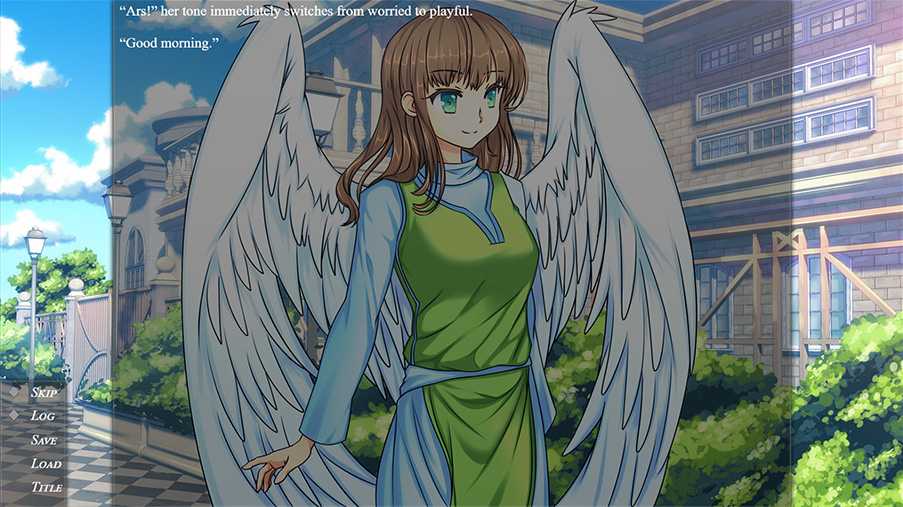 “Ars!” her tone immediately switches from worried to playful.
“Good morning.”
Skip
Log
Save
Load
Title